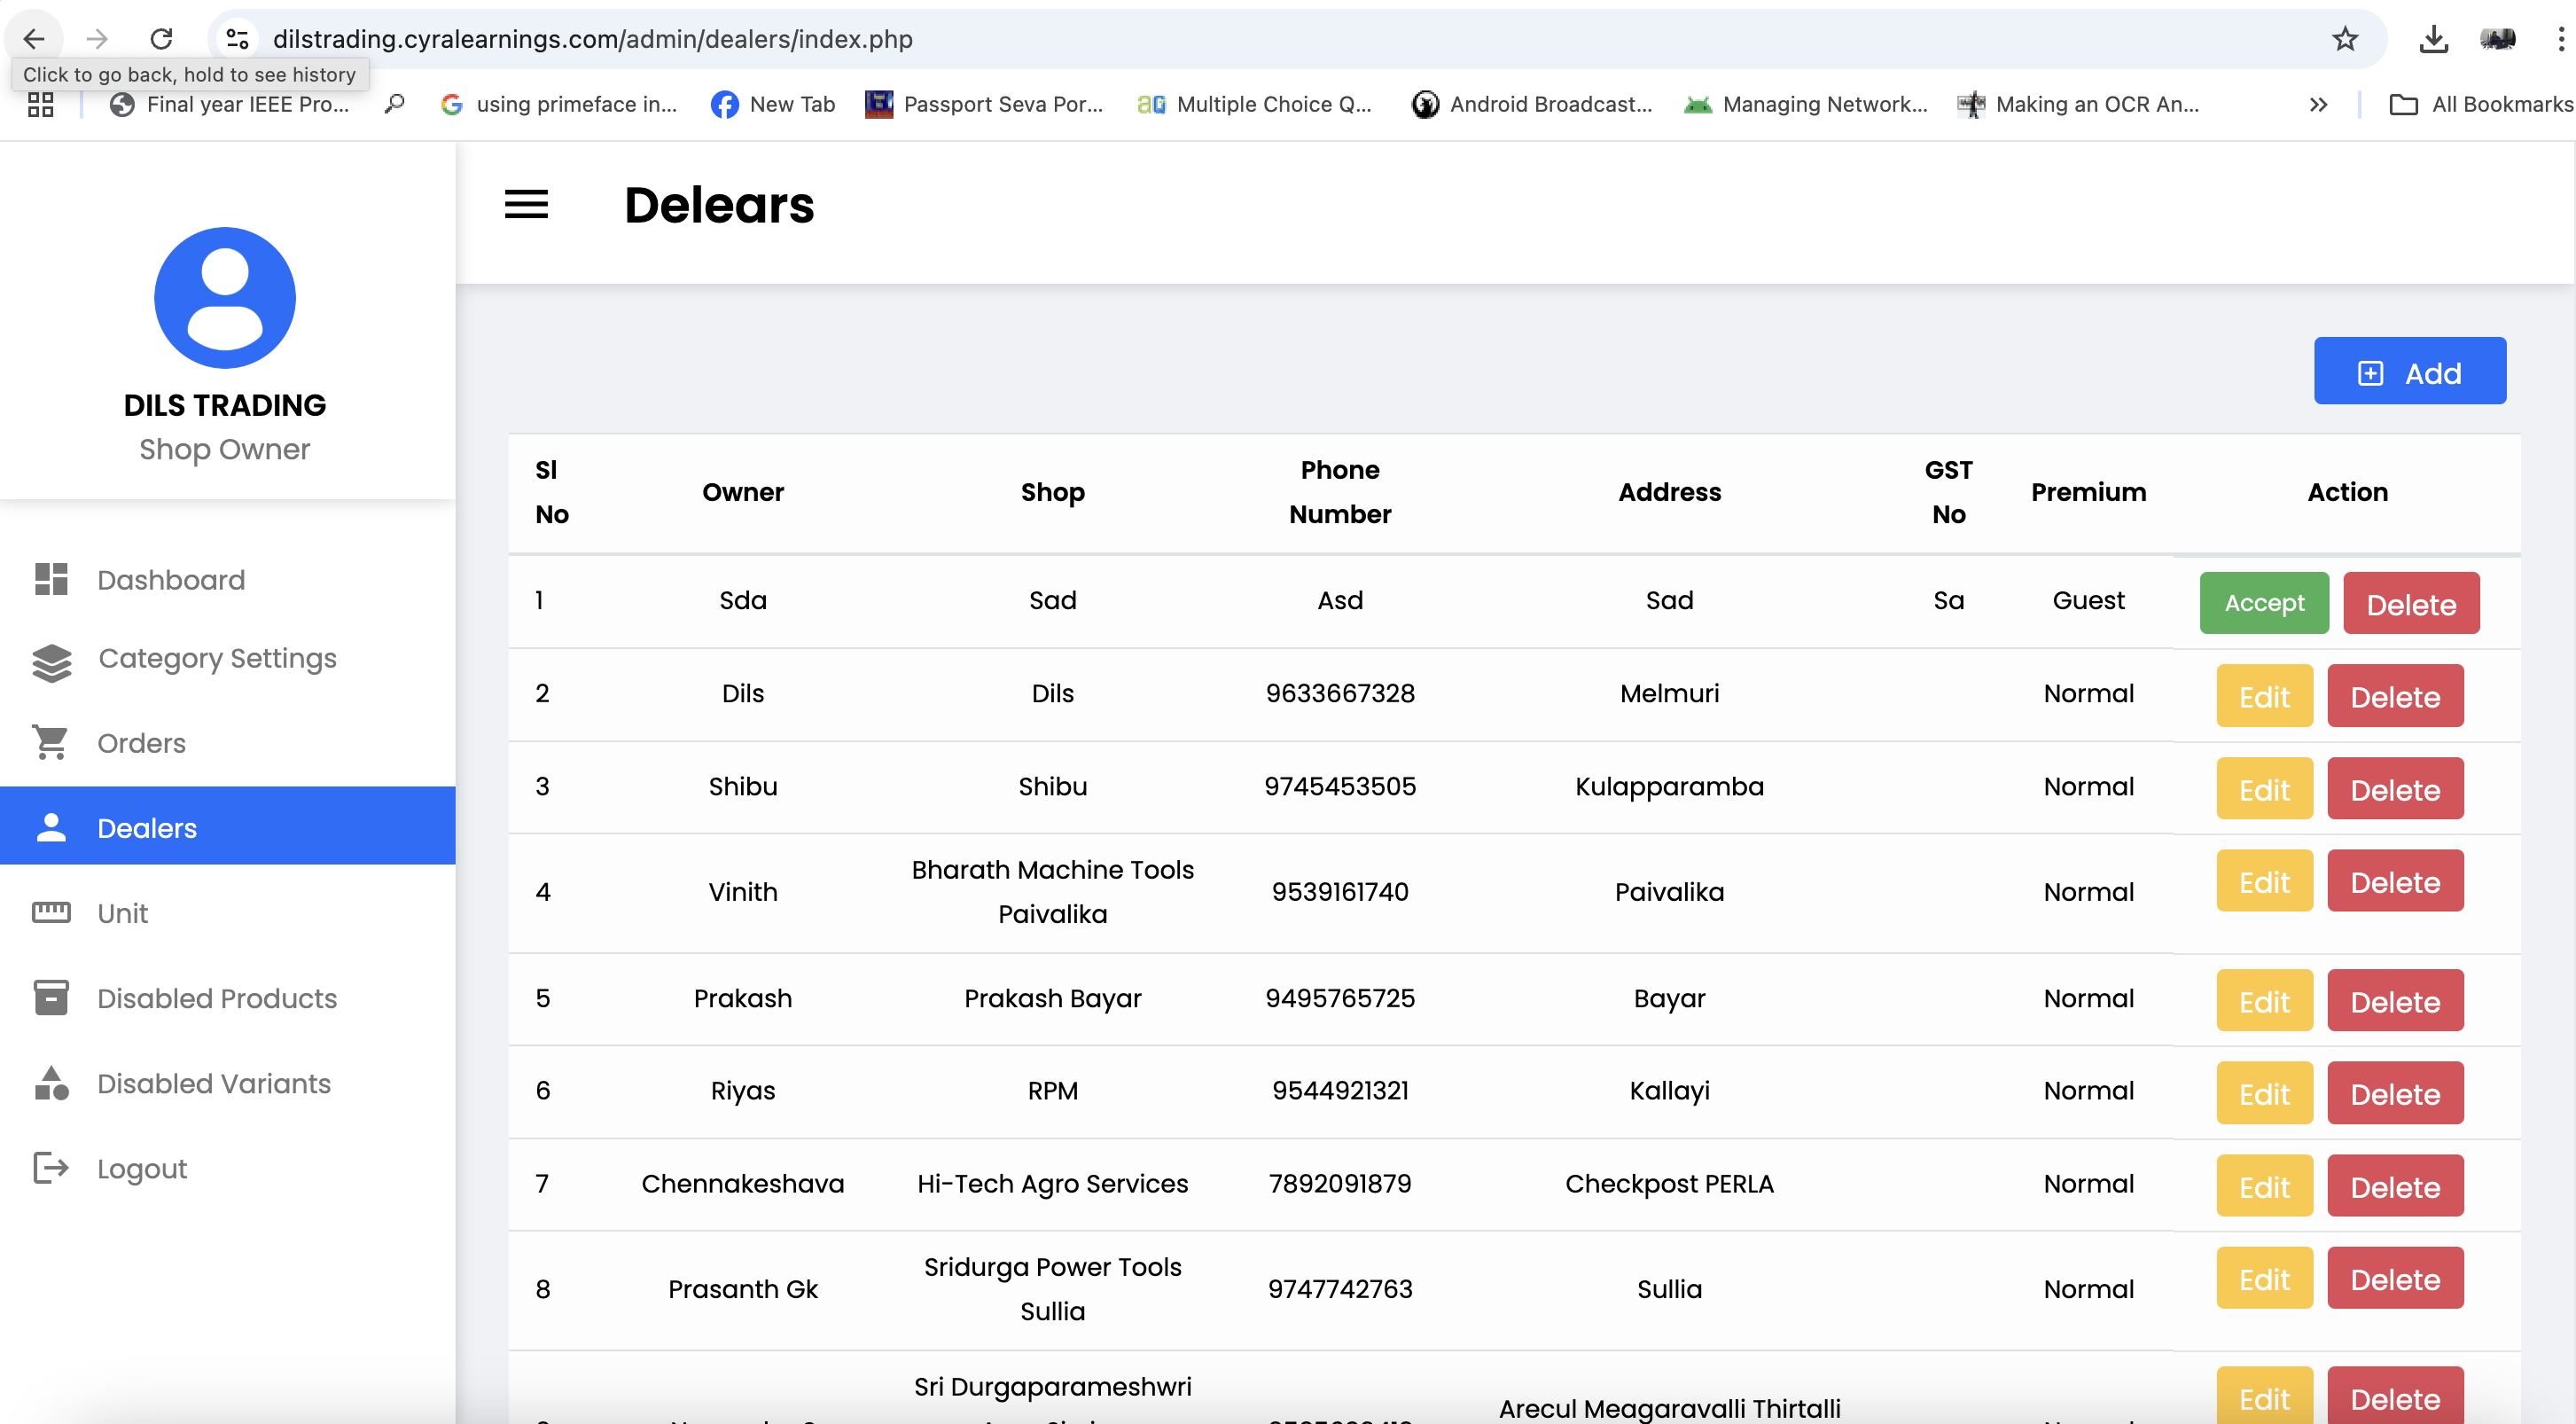 dilstrading.cyralearnings.com/admin/dealers/index.php
Click to go back, hold to see history
Final year IEEE Pro...
using primeface in...
New Tab
Passport Seva Por...
Multiple Choice Q...
Android Broadcast...
Managing Network...
Making an OCR An...
All Bookmarks
DILS TRADING
Shop Owner
Dashboard
Category Settings
Orders
Dealers
Unit
Disabled Products
Disabled Variants
Logout
Delears
Add
Sl No Owner Shop Phone Number Address GST No Premium Action
1 Sda Sad Asd Sad Sa Guest Accept Delete
2 Dils Dils 9633667328 Melmuri Normal Edit Delete
3 Shibu Shibu 9745453505 Kulapparamba Normal Edit Delete
4 Vinith Bharath Machine Tools Paivalika 9539161740 Paivalika Normal Edit Delete
5 Prakash Prakash Bayar 9495765725 Bayar Normal Edit Delete
6 Riyas RPM 9544921321 Kallayi Normal Edit Delete
7 Chennakeshava Hi-Tech Agro Services 7892091879 Checkpost PERLA Normal Edit Delete
8 Prasanth Gk Sridurga Power Tools Sullia 9747742763 Sullia Normal Edit Delete
Sri Durgaparameshwri Arecul Meagaravalli Thirtalli Edit Delete